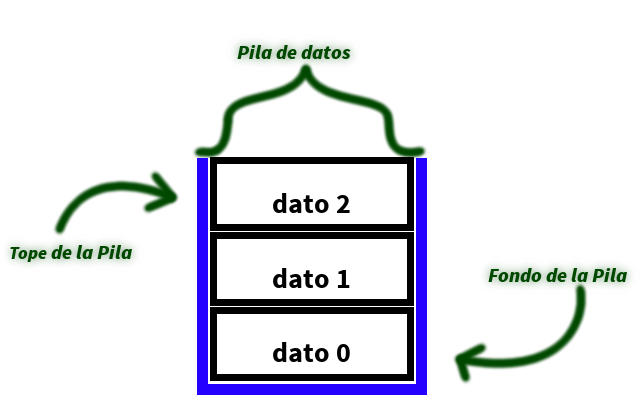 Pila de datos
dato 2
Tope de la Pila
dato 1
Fondo de la Pila
dato 0